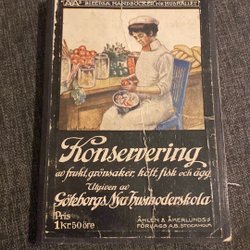 Å&Å BILLIGA HANDBÖCKER FÖR HUSHÅLLET
Konservering
av frukt, grönsaker, kött, fisk och ägg
Utgiven av
Göteborgs Nya husmoderskola
Pris
1 Kr 50 öre
ÅHLÉN & ÅKERLUNDS
FÖRLAGS A.B. STOCKHOLM